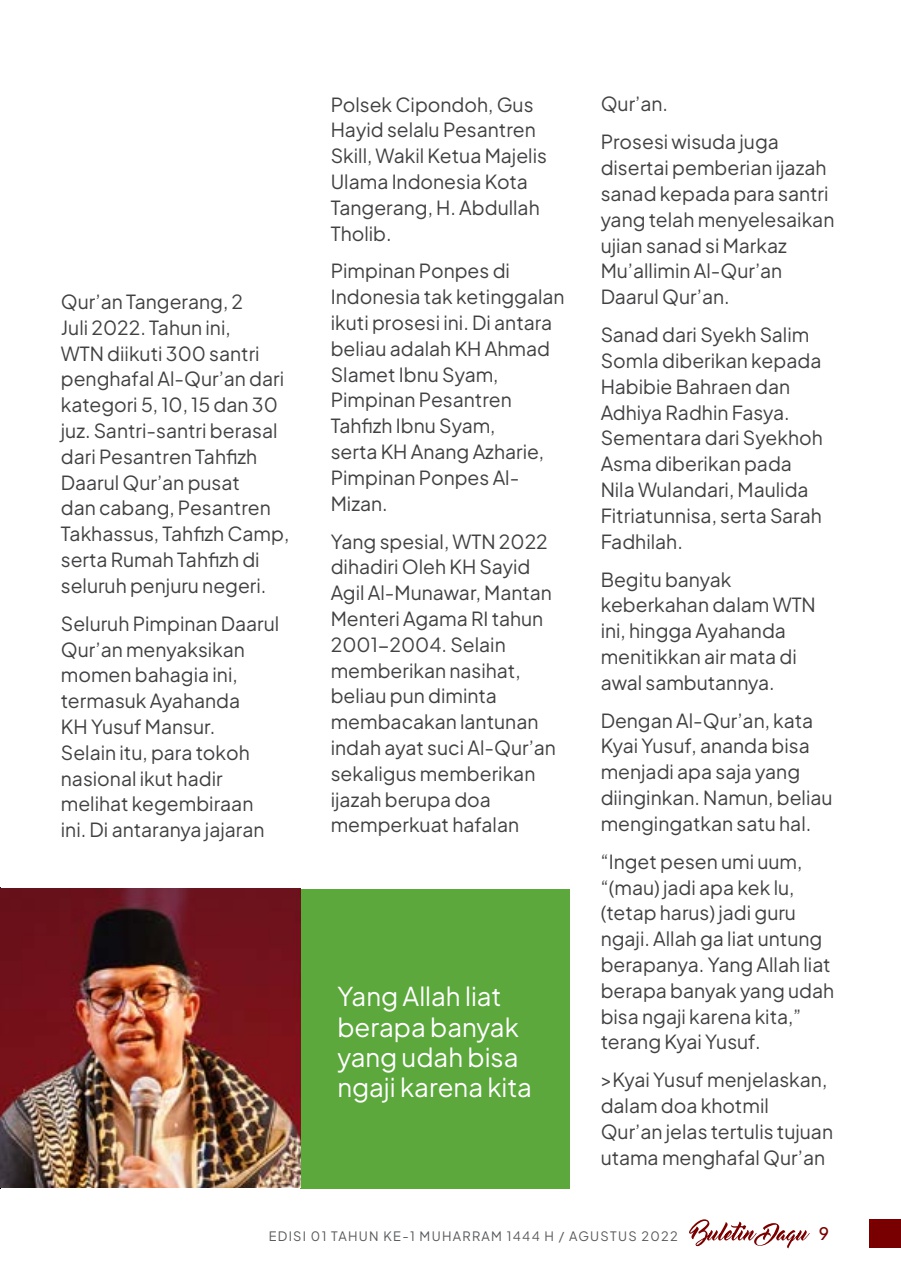 Qur’an Tangerang, 2
Juli 2022. Tahun ini,
WTN diikuti 300 santri
penghafal Al-Qur’an dari
kategori 5, 10, 15 dan 30
juz. Santri-santri berasal
dari Pesantren Tahfizh
Daarul Qur’an pusat
dan cabang, Pesantren
Takhassus, Tahfizh Camp,
serta Rumah Tahfizh di
seluruh penjuru negeri.
Seluruh Pimpinan Daarul
Qur’an menyaksikan
momen bahagia ini,
termasuk Ayahanda
KH Yusuf Mansur.
Selain itu, para tokoh
nasional ikut hadir
melihat kegembiraan
ini. Di antaranya jajaran
Polsek Cipondoh, Gus
Hayid selalu Pesantren
Skill, Wakil Ketua Majelis
Ulama Indonesia Kota
Tangerang, H. Abdullah
Tholib.
Pimpinan Ponpes di
Indonesia tak ketinggalan
ikuti prosesi ini. Di antara
beliau adalah KH Ahmad
Slamet Ibnu Syam,
Pimpinan Pesantren
Tahfizh Ibnu Syam,
serta KH Anang Azharie,
Pimpinan Ponpes Al-
Mizan.
Yang spesial, WTN 2022
dihadiri Oleh KH Sayid
Agil Al-Munawar, Mantan
Menteri Agama RI tahun
2001–2004. Selain
memberikan nasihat,
beliau pun diminta
membacakan lantunan
indah ayat suci Al-Qur’an
sekaligus memberikan
ijazah berupa doa
memperkuat hafalan
Qur’an.
Prosesi wisuda juga
disertai pemberian ijazah
sanad kepada para santri
yang telah menyelesaikan
ujian sanad si Markaz
Mu’allimin Al-Qur’an
Daarul Qur’an.
Sanad dari Syekh Salim
Somla diberikan kepada
Habibie Bahraen dan
Adhiya Radhin Fasya.
Sementara dari Syekhoh
Asma diberikan pada
Nila Wulandari, Maulida
Fitriatunnisa, serta Sarah
Fadhilah.
Begitu banyak
keberkahan dalam WTN
ini, hingga Ayahanda
menitikkan air mata di
awal sambutannya.
Dengan Al-Qur’an, kata
Kyai Yusuf, ananda bisa
menjadi apa saja yang
diinginkan. Namun, beliau
mengingatkan satu hal.
“Inget pesen umi uum,
“(mau) jadi apa kek lu,
(tetap harus) jadi guru
ngaji. Allah ga liat untung
berapanya. Yang Allah liat
berapa banyak yang udah
bisa ngaji karena kita,”
terang Kyai Yusuf.
>Kyai Yusuf menjelaskan,
dalam doa khotmil
Qur’an jelas tertulis tujuan
utama menghafal Qur’an
Yang Allah liat
berapa banyak
yang udah bisa
ngaji karena kita
EDISI 01 TAHUN KE-1 MUHARRAM 1444 H / AGUSTUS 2022 Buletin Daqu 9